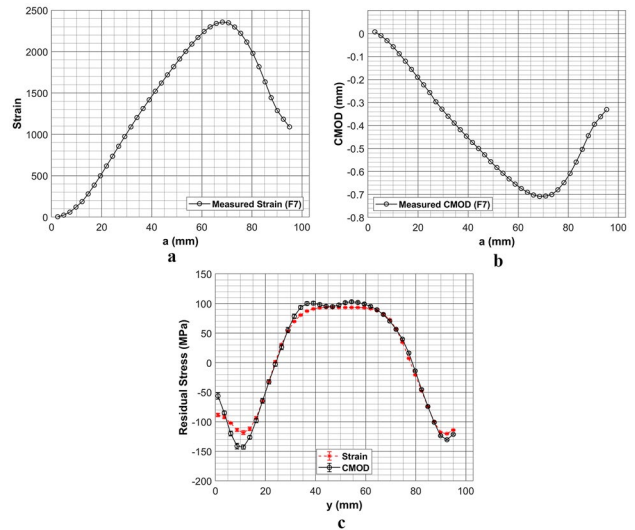 2500
2000
1500
1000
500
0
Strain
0 20 40 60 80 100
a (mm)
Measured Strain (F7)
a
0.1
0
-0.1
-0.2
-0.3
-0.4
-0.5
-0.6
-0.7
-0.8
CMOD (mm)
0 20 40 60 80 100
a (mm)
Measured CMOD (F7)
b
150
100
50
0
-50
-100
-150
-200
Residual Stress (MPa)
0 20 40 60 80 100
y (mm)
Strain
CMOD
c